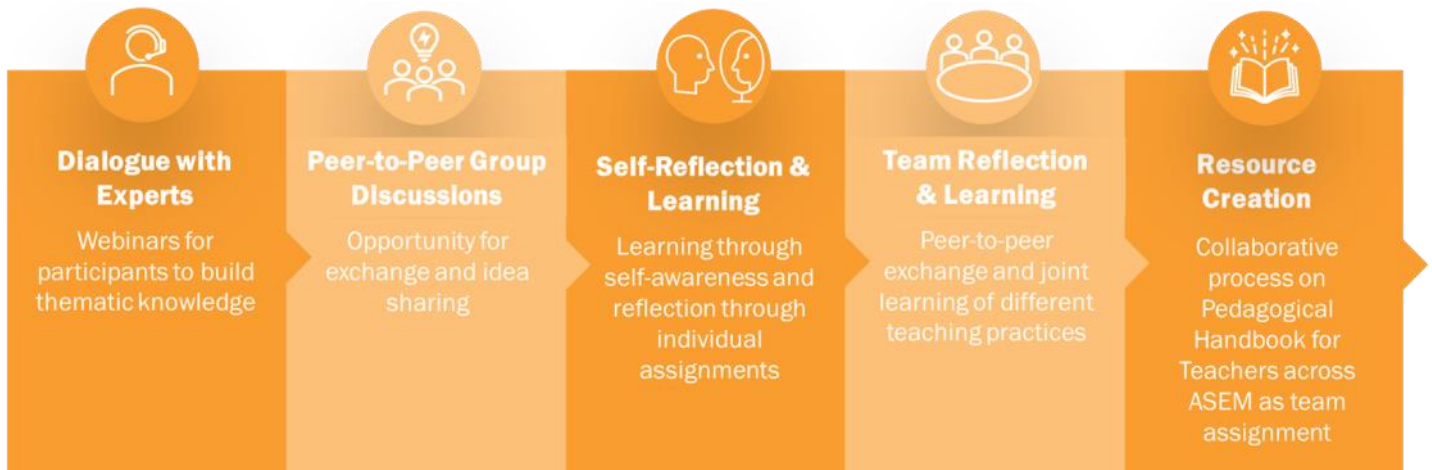 Dialogue with
Experts
Webinars for
participants to build
thematic knowledge
Peer-to-Peer Group
Discussions
Opportunity for
exchange and idea
sharing
Self-Reflection &
Learning
Learning through
self-awareness and
reflection through
individual
assignments
Team Reflection
& Learning
Peer-to-peer
exchange and joint
learning of different
teaching practices
Resource
Creation
Collaborative
process on
Pedagogical
Handbook for
Teachers across
ASEM as team
assignment